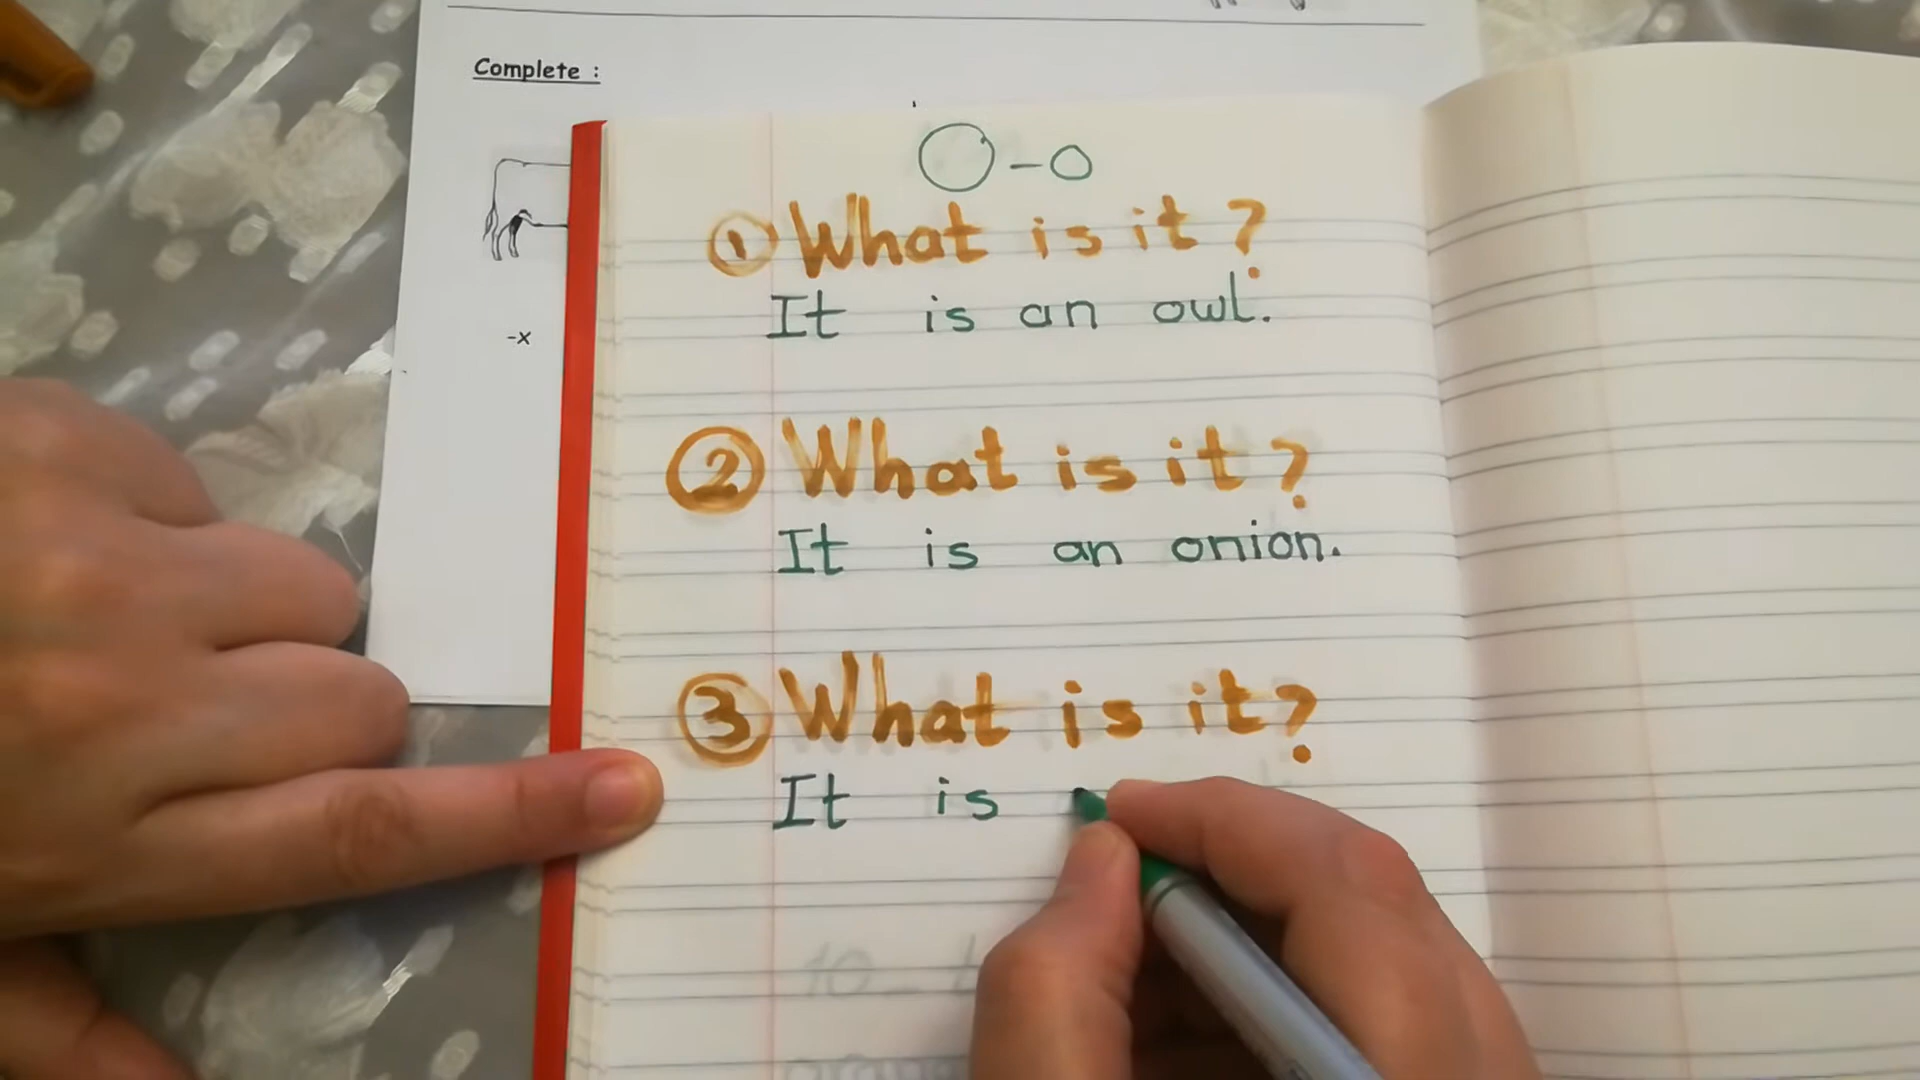 Complete :
O-o
① What is it?
It is an owl.
-x
② What is it?
It is an onion.
③ What is it?
It is
10